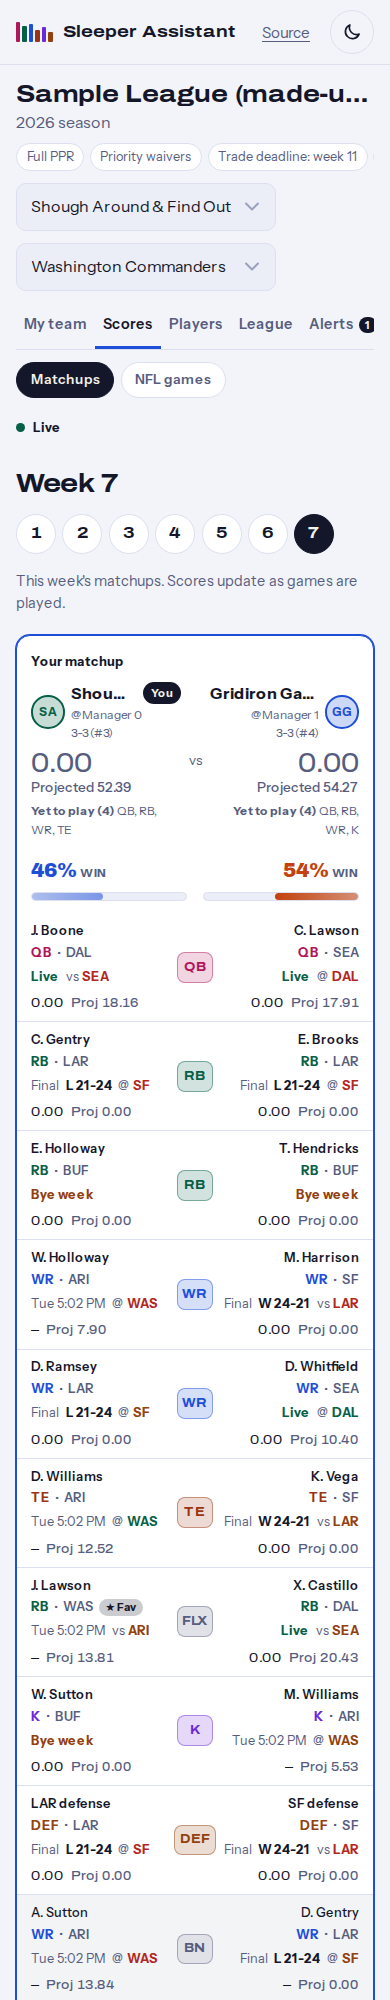 Sleeper Assistant Source
Sample League (made-u...
2026 season
Full PPR Priority waivers Trade deadline: week 11
Shough Around & Find Out
Washington Commanders
My team Scores Players League Alerts 1
Matchups NFL games
Live
Week 7
1 2 3 4 5 6 7
This week's matchups. Scores update as games are
played.
Your matchup
SA Shou... You Gridiron Ga... GG
@Manager 0 @Manager 1
3-3 (#3) 3-3 (#4)
0.00 vs 0.00
Projected 52.39 Projected 54.27
Yet to play (4) QB, RB, Yet to play (4) QB, RB,
WR, TE WR, K
46% WIN 54% WIN
J. Boone C. Lawson
QB · DAL QB QB · SEA
Live vs SEA Live @ DAL
0.00 Proj 18.16 0.00 Proj 17.91
C. Gentry E. Brooks
RB · LAR RB RB · LAR
Final L 21-24 @ SF Final L 21-24 @ SF
0.00 Proj 0.00 0.00 Proj 0.00
E. Holloway T. Hendricks
RB · BUF RB RB · BUF
Bye week Bye week
0.00 Proj 0.00 0.00 Proj 0.00
W. Holloway M. Harrison
WR · ARI WR WR · SF
Tue 5:02 PM @ WAS Final W 24-21 vs LAR
– Proj 7.90 0.00 Proj 0.00
D. Ramsey D. Whitfield
WR · LAR WR WR · SEA
Final L 21-24 @ SF Live @ DAL
0.00 Proj 0.00 0.00 Proj 10.40
D. Williams K. Vega
TE · ARI TE TE · SF
Tue 5:02 PM @ WAS Final W 24-21 vs LAR
– Proj 12.52 0.00 Proj 0.00
J. Lawson X. Castillo
RB · WAS ★ Fav FLX RB · DAL
Tue 5:02 PM vs ARI Live vs SEA
– Proj 13.81 0.00 Proj 20.43
W. Sutton M. Williams
K · BUF K K · ARI
Bye week Tue 5:02 PM @ WAS
0.00 Proj 0.00 – Proj 5.53
LAR defense SF defense
DEF · LAR DEF DEF · SF
Final L 21-24 @ SF Final W 24-21 vs LAR
0.00 Proj 0.00 0.00 Proj 0.00
A. Sutton D. Gentry
WR · ARI BN WR · LAR
Tue 5:02 PM @ WAS Final L 21-24 @ SF
– Proj 13.84 – Proj 0.00